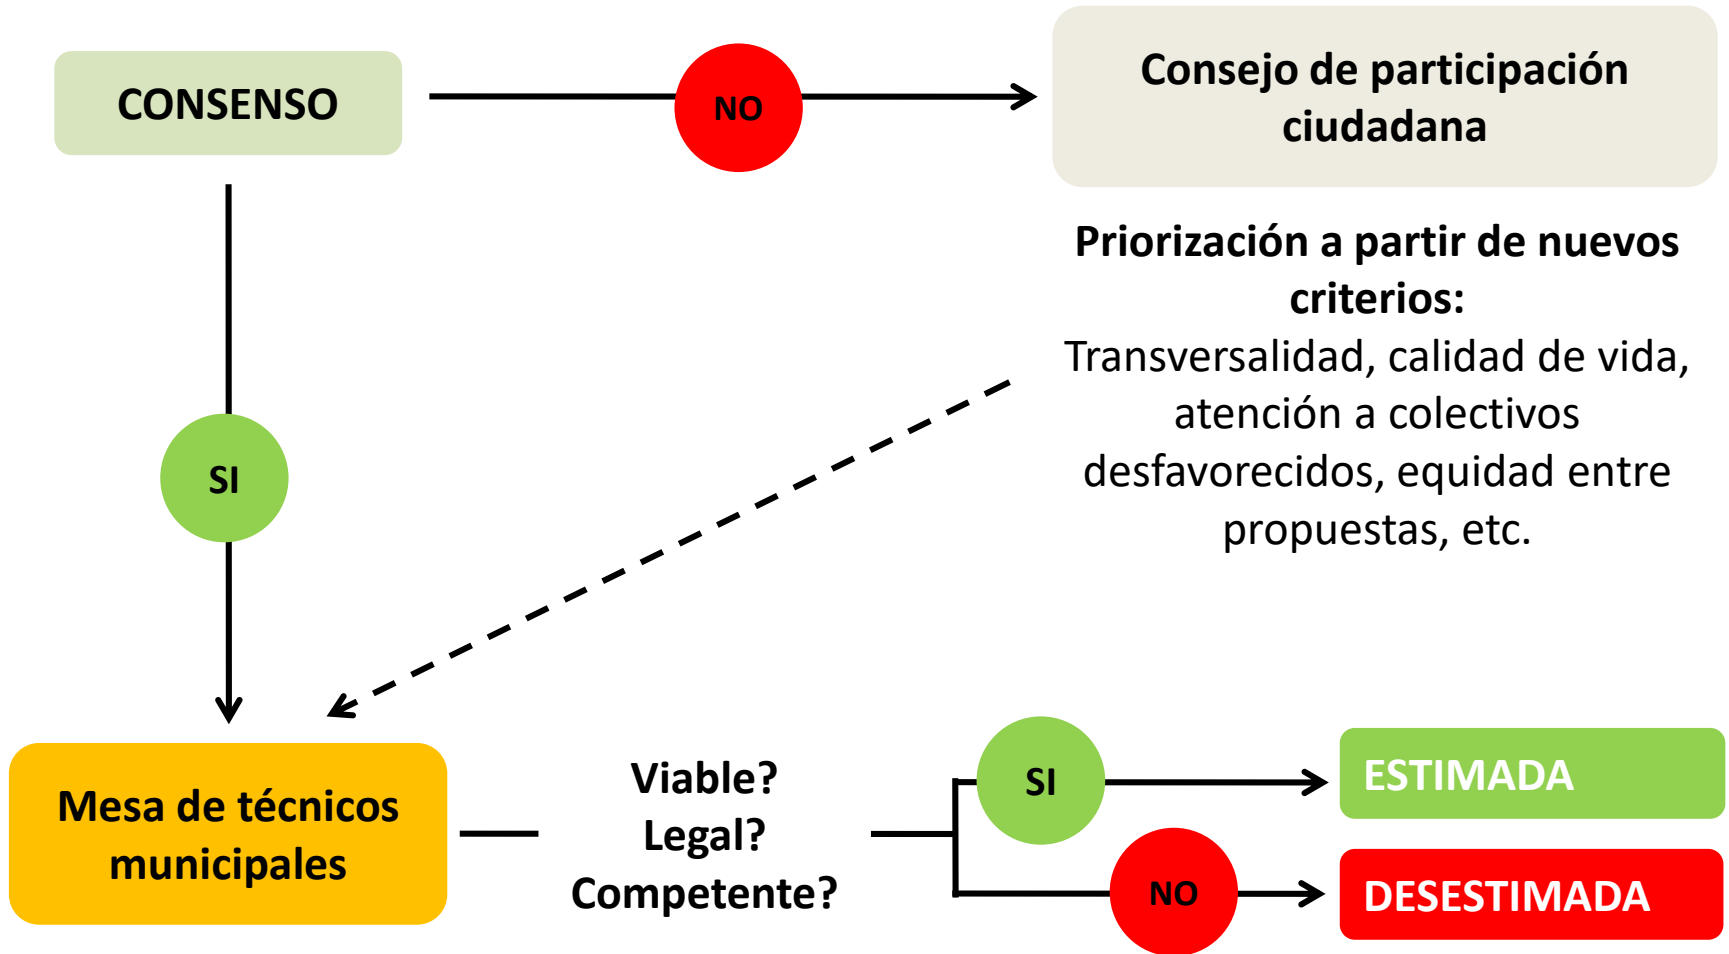 CONSENSO
NO
Consejo de participación
ciudadana
Priorización a partir de nuevos
criterios:
Transversalidad, calidad de vida,
atención a colectivos
desfavorecidos, equidad entre
propuestas, etc.
SI
Mesa de técnicos
municipales
Viable?
Legal?
Competente?
SI
ESTIMADA
NO
DESESTIMADA